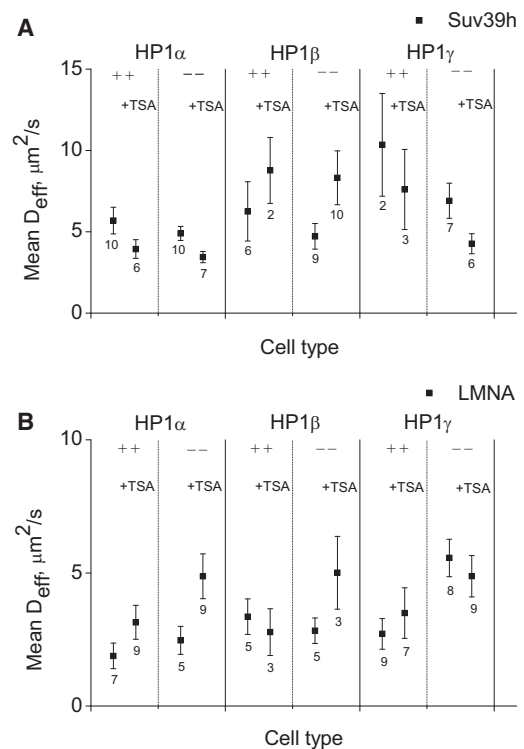 A
Suv39h
HP1α HP1β HP1γ
++ −− ++ −− ++ −−
+TSA +TSA +TSA +TSA +TSA +TSA
15
10
5
0
Mean Deff, μm²/s
10 6 10 7 6 2 9 10 2 3 7 6
Cell type
B
LMNA
HP1α HP1β HP1γ
++ −− ++ −− ++ −−
+TSA +TSA +TSA +TSA +TSA +TSA
10
5
0
Mean Deff, μm²/s
7 9 5 9 5 3 5 3 9 7 8 9
Cell type